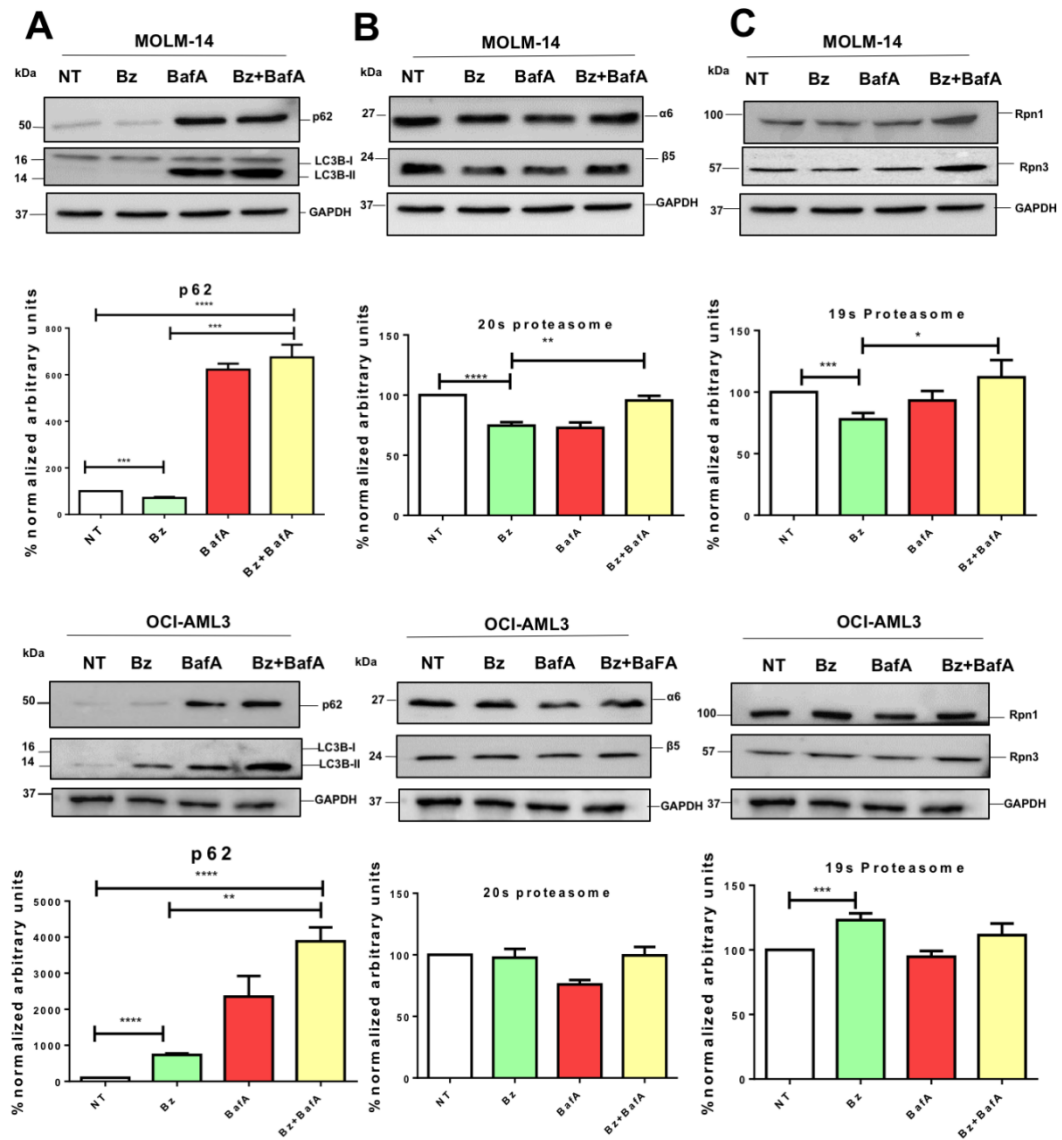 A
MOLM-14
kDa
NT Bz BafA Bz+BafA
50
p62
16
LC3B-I
14
LC3B-II
37
GAPDH
B
MOLM-14
kDa
NT Bz BafA Bz+BafA
27
α6
24
β5
37
GAPDH
C
MOLM-14
kDa
NT Bz BafA Bz+BafA
100
Rpn1
57
Rpn3
37
GAPDH
p62
% normalized arbitrary units
800
600
400
200
100
0
****
***
***
NT Bz BafA Bz+BafA
20s proteasome
% normalized arbitrary units
150
100
50
0
**
****
NT Bz BafA Bz+BafA
19s Proteasome
% normalized arbitrary units
150
100
50
0
*
***
NT Bz BafA Bz+BafA
OCI-AML3
kDa
NT Bz BafA Bz+BafA
50
p62
16
LC3B-I
14
LC3B-II
37
GAPDH
OCI-AML3
kDa
NT Bz BafA Bz+BaFA
27
α6
24
β5
37
GAPDH
OCI-AML3
kDa
NT Bz BafA Bz+BafA
100
Rpn1
57
Rpn3
37
GAPDH
p62
% normalized arbitrary units
5000
4000
3000
2000
1000
0
****
**
****
NT Bz BafA Bz+BafA
20s proteasome
% normalized arbitrary units
150
100
50
0
NT Bz BafA Bz+BafA
19s Proteasome
% normalized arbitrary units
150
100
50
0
***
NT Bz BafA Bz+BafA